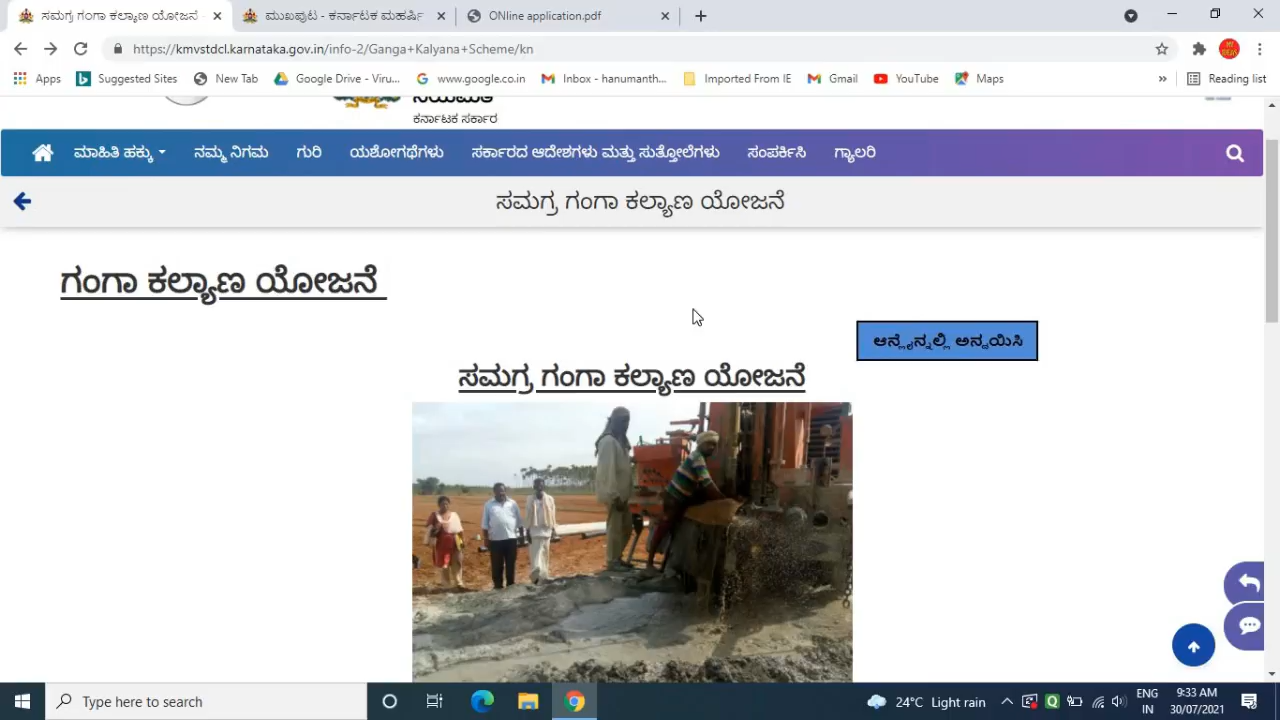 ಸಮಗ್ರ ಗಂಗಾ ಕಲ್ಯಾಣ ಯೋಜನೆ -
ಮುಖಪುಟ - ಕರ್ನಾಟಕ ಮಹರ್ಷಿ
ONline application.pdf
https://kmvstdcl.karnataka.gov.in/info-2/Ganga+Kalyana+Scheme/kn
Apps
Suggested Sites
New Tab
Google Drive - Viru...
www.google.co.in
Inbox - hanumanth...
Imported From IE
Gmail
YouTube
Maps
»
Reading list
ನಿಯಮಿತ
ಕರ್ನಾಟಕ ಸರ್ಕಾರ
ಮಾಹಿತಿ ಹಕ್ಕು
ನಮ್ಮ ನಿಗಮ
ಗುರಿ
ಯಶೋಗಥೆಗಳು
ಸರ್ಕಾರದ ಆದೇಶಗಳು ಮತ್ತು ಸುತ್ತೋಲೆಗಳು
ಸಂಪರ್ಕಿಸಿ
ಗ್ಯಾಲರಿ
ಸಮಗ್ರ ಗಂಗಾ ಕಲ್ಯಾಣ ಯೋಜನೆ
ಗಂಗಾ ಕಲ್ಯಾಣ ಯೋಜನೆ
ಆನ್ಲೈನ್ನಲ್ಲಿ ಅನ್ವಯಿಸಿ
ಸಮಗ್ರ ಗಂಗಾ ಕಲ್ಯಾಣ ಯೋಜನೆ
Type here to search
24°C Light rain
ENG
IN
9:33 AM
30/07/2021